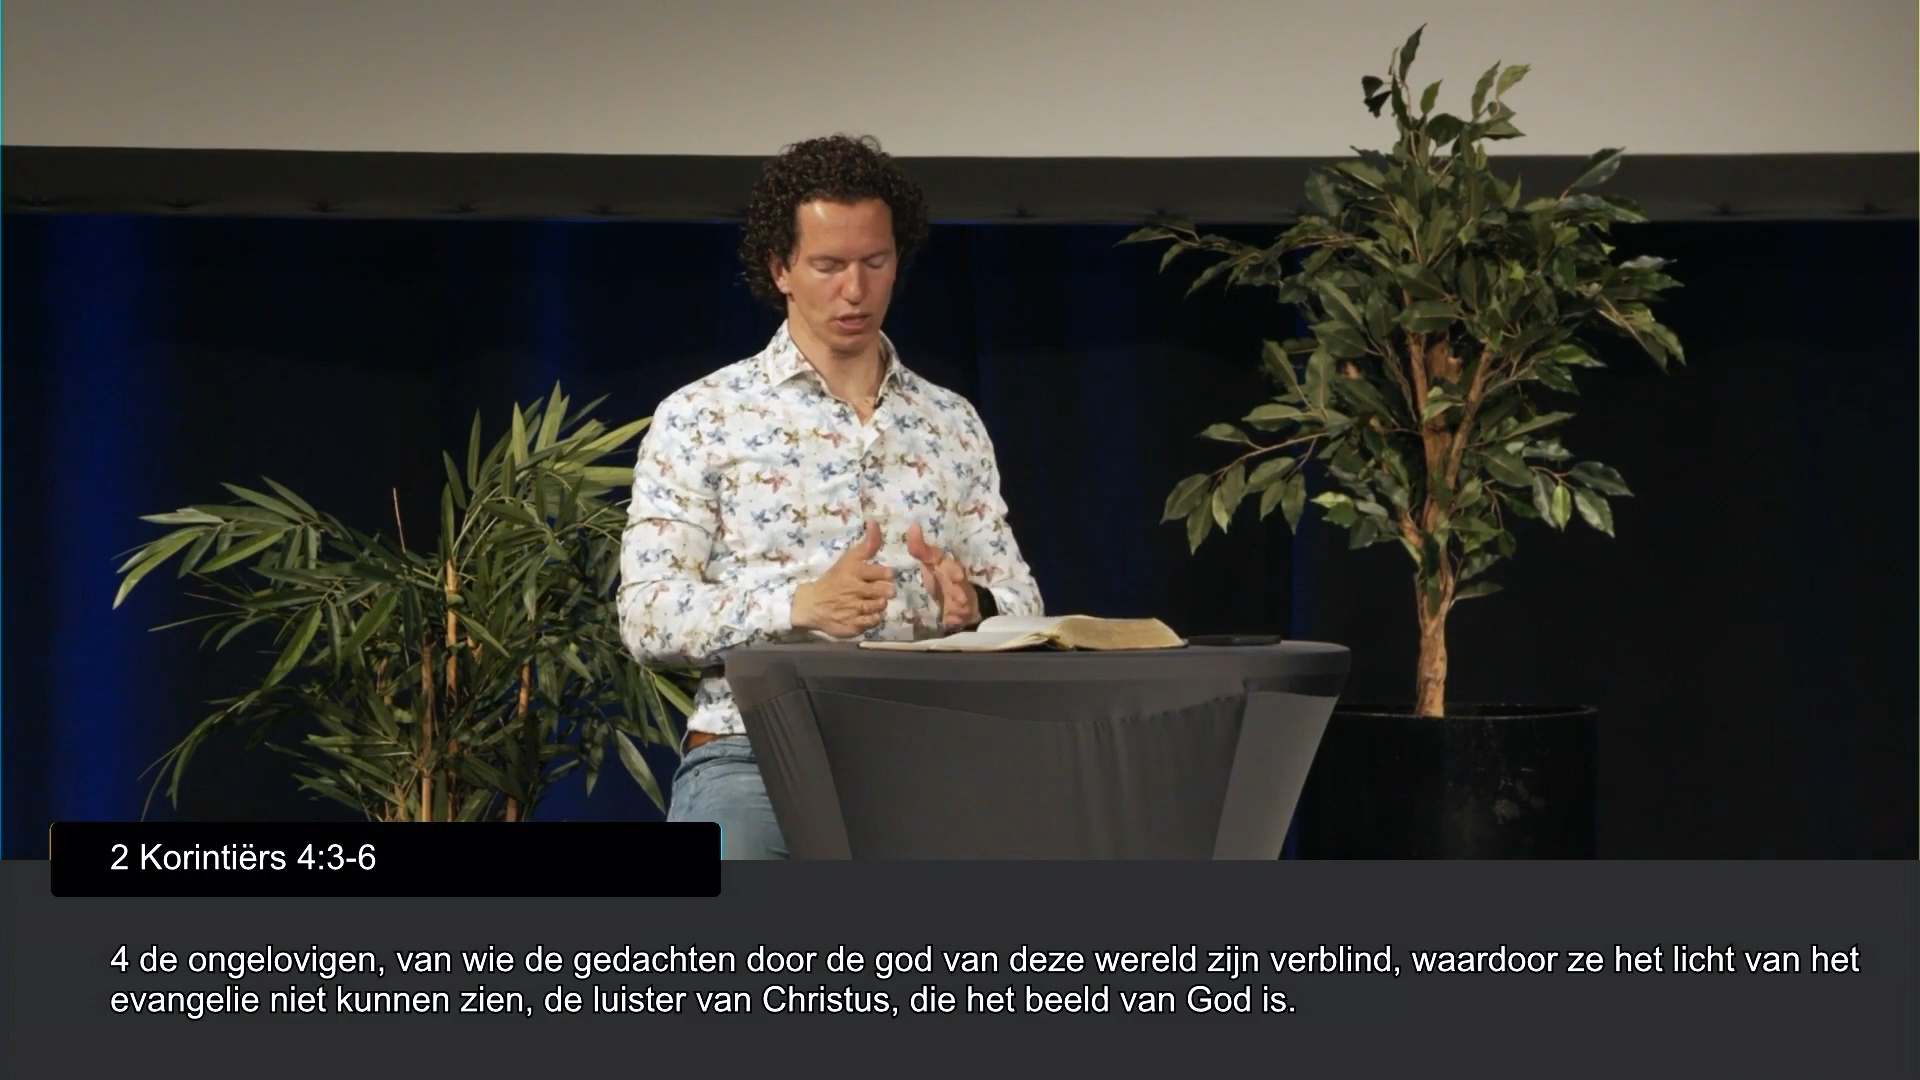 2 Korintiërs 4:3-6
4 de ongelovigen, van wie de gedachten door de god van deze wereld zijn verblind, waardoor ze het licht van het
evangelie niet kunnen zien, de luister van Christus, die het beeld van God is.